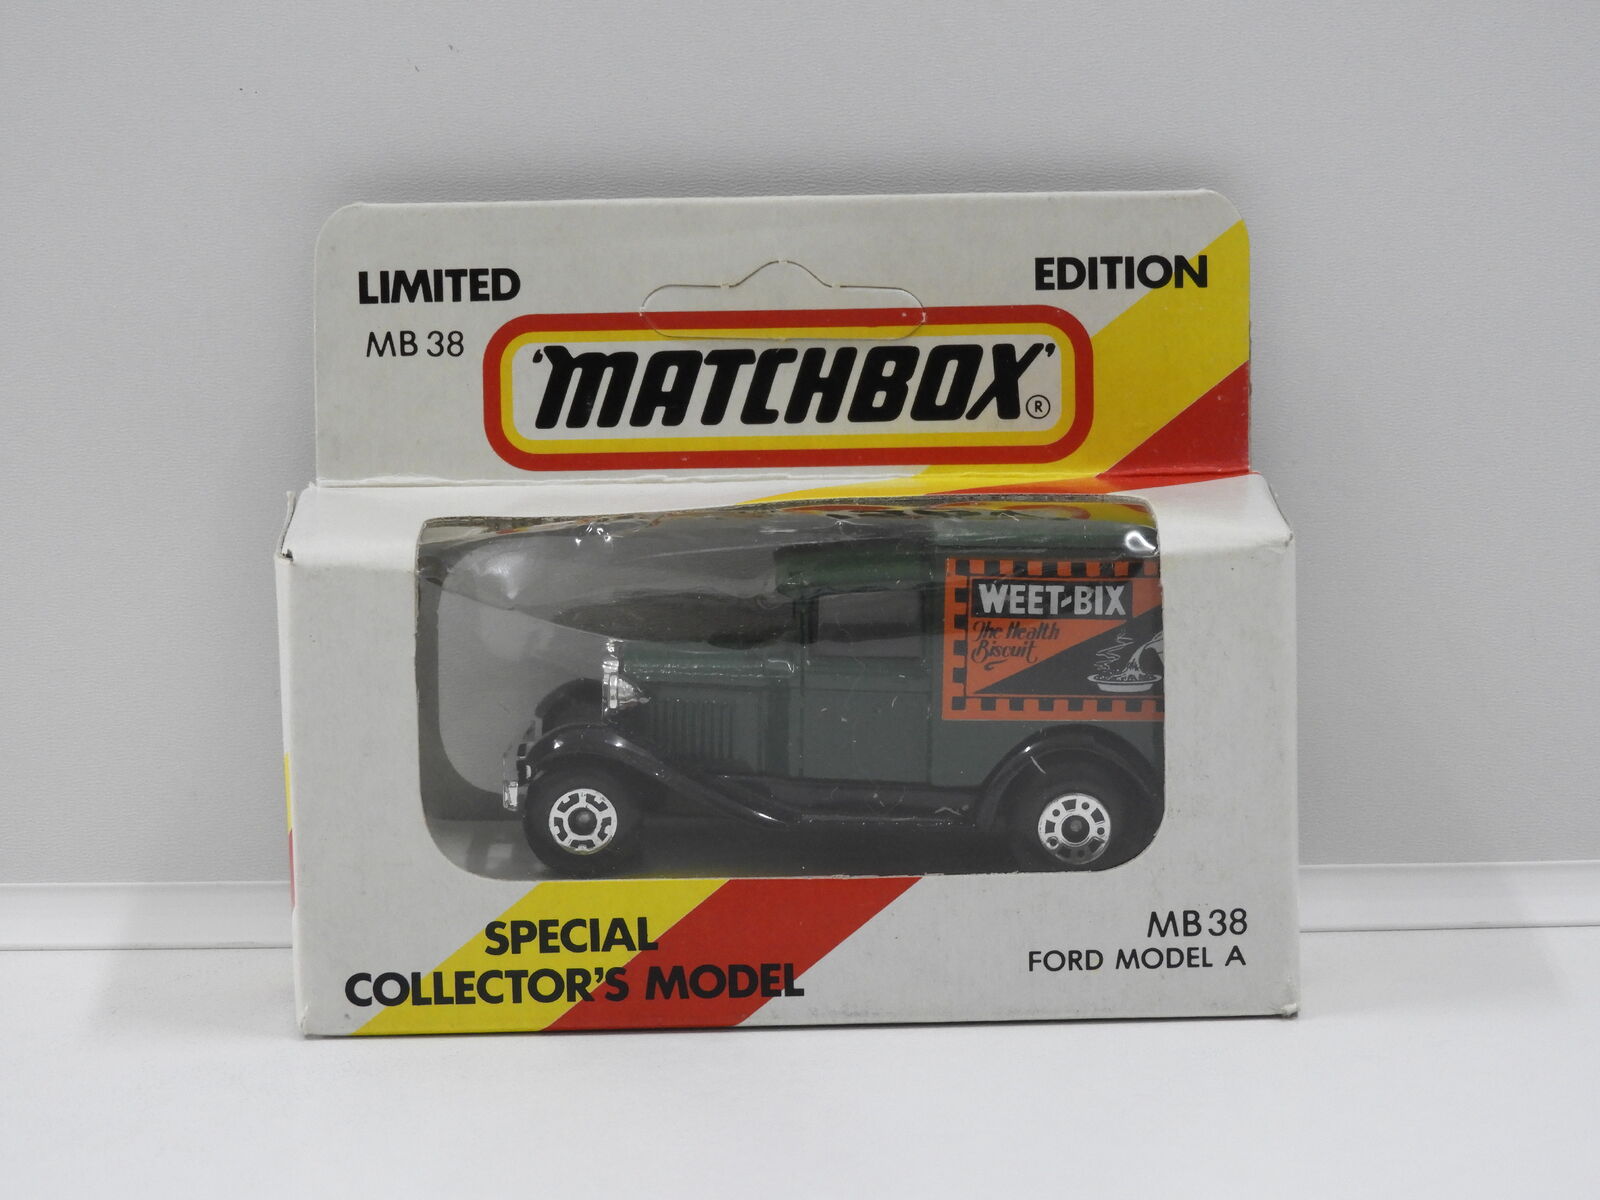 LIMITED
EDITION
MB 38
'MATCHBOX'®
WEET-BIX
The Health
Biscuit
SPECIAL
COLLECTOR'S MODEL
MB 38
FORD MODEL A